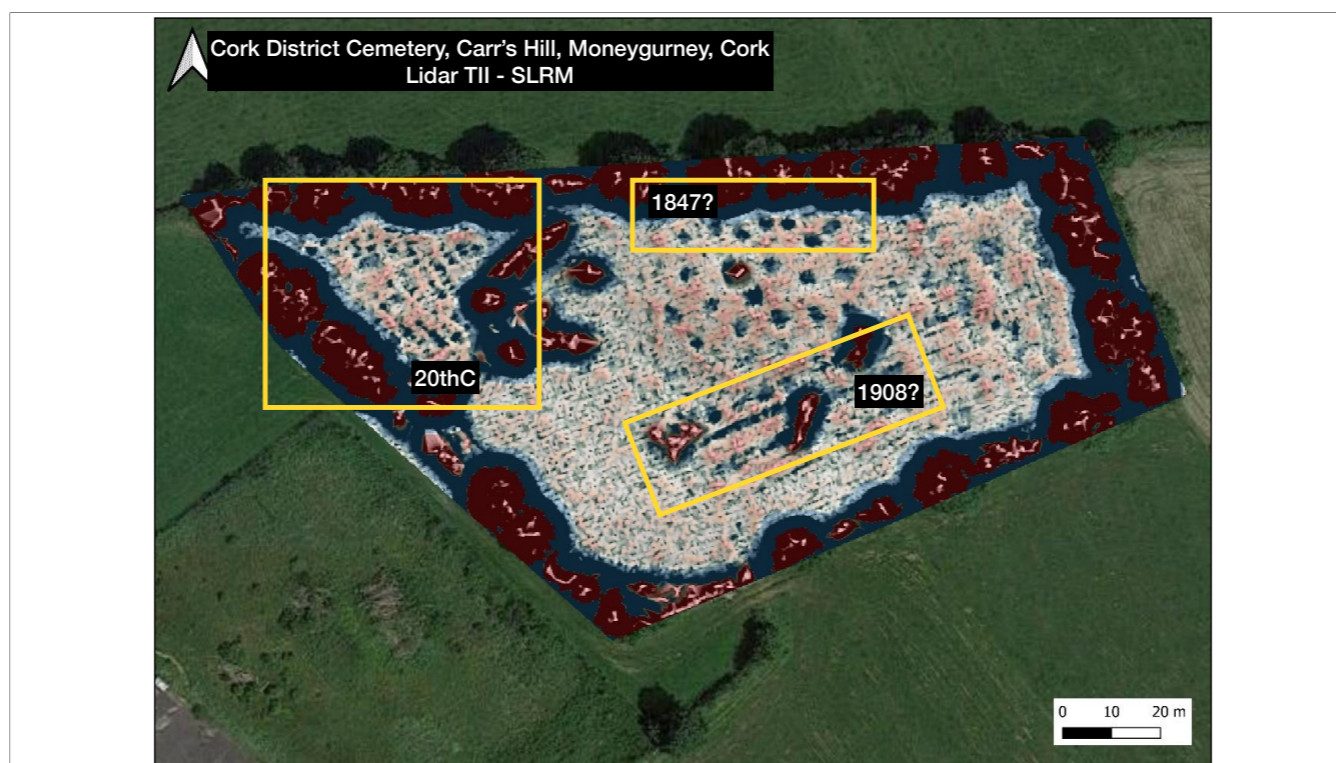 Cork District Cemetery, Carr’s Hill, Moneygurney, Cork
Lidar TII - SLRM
1847?
20thC
1908?
0 10 20 m